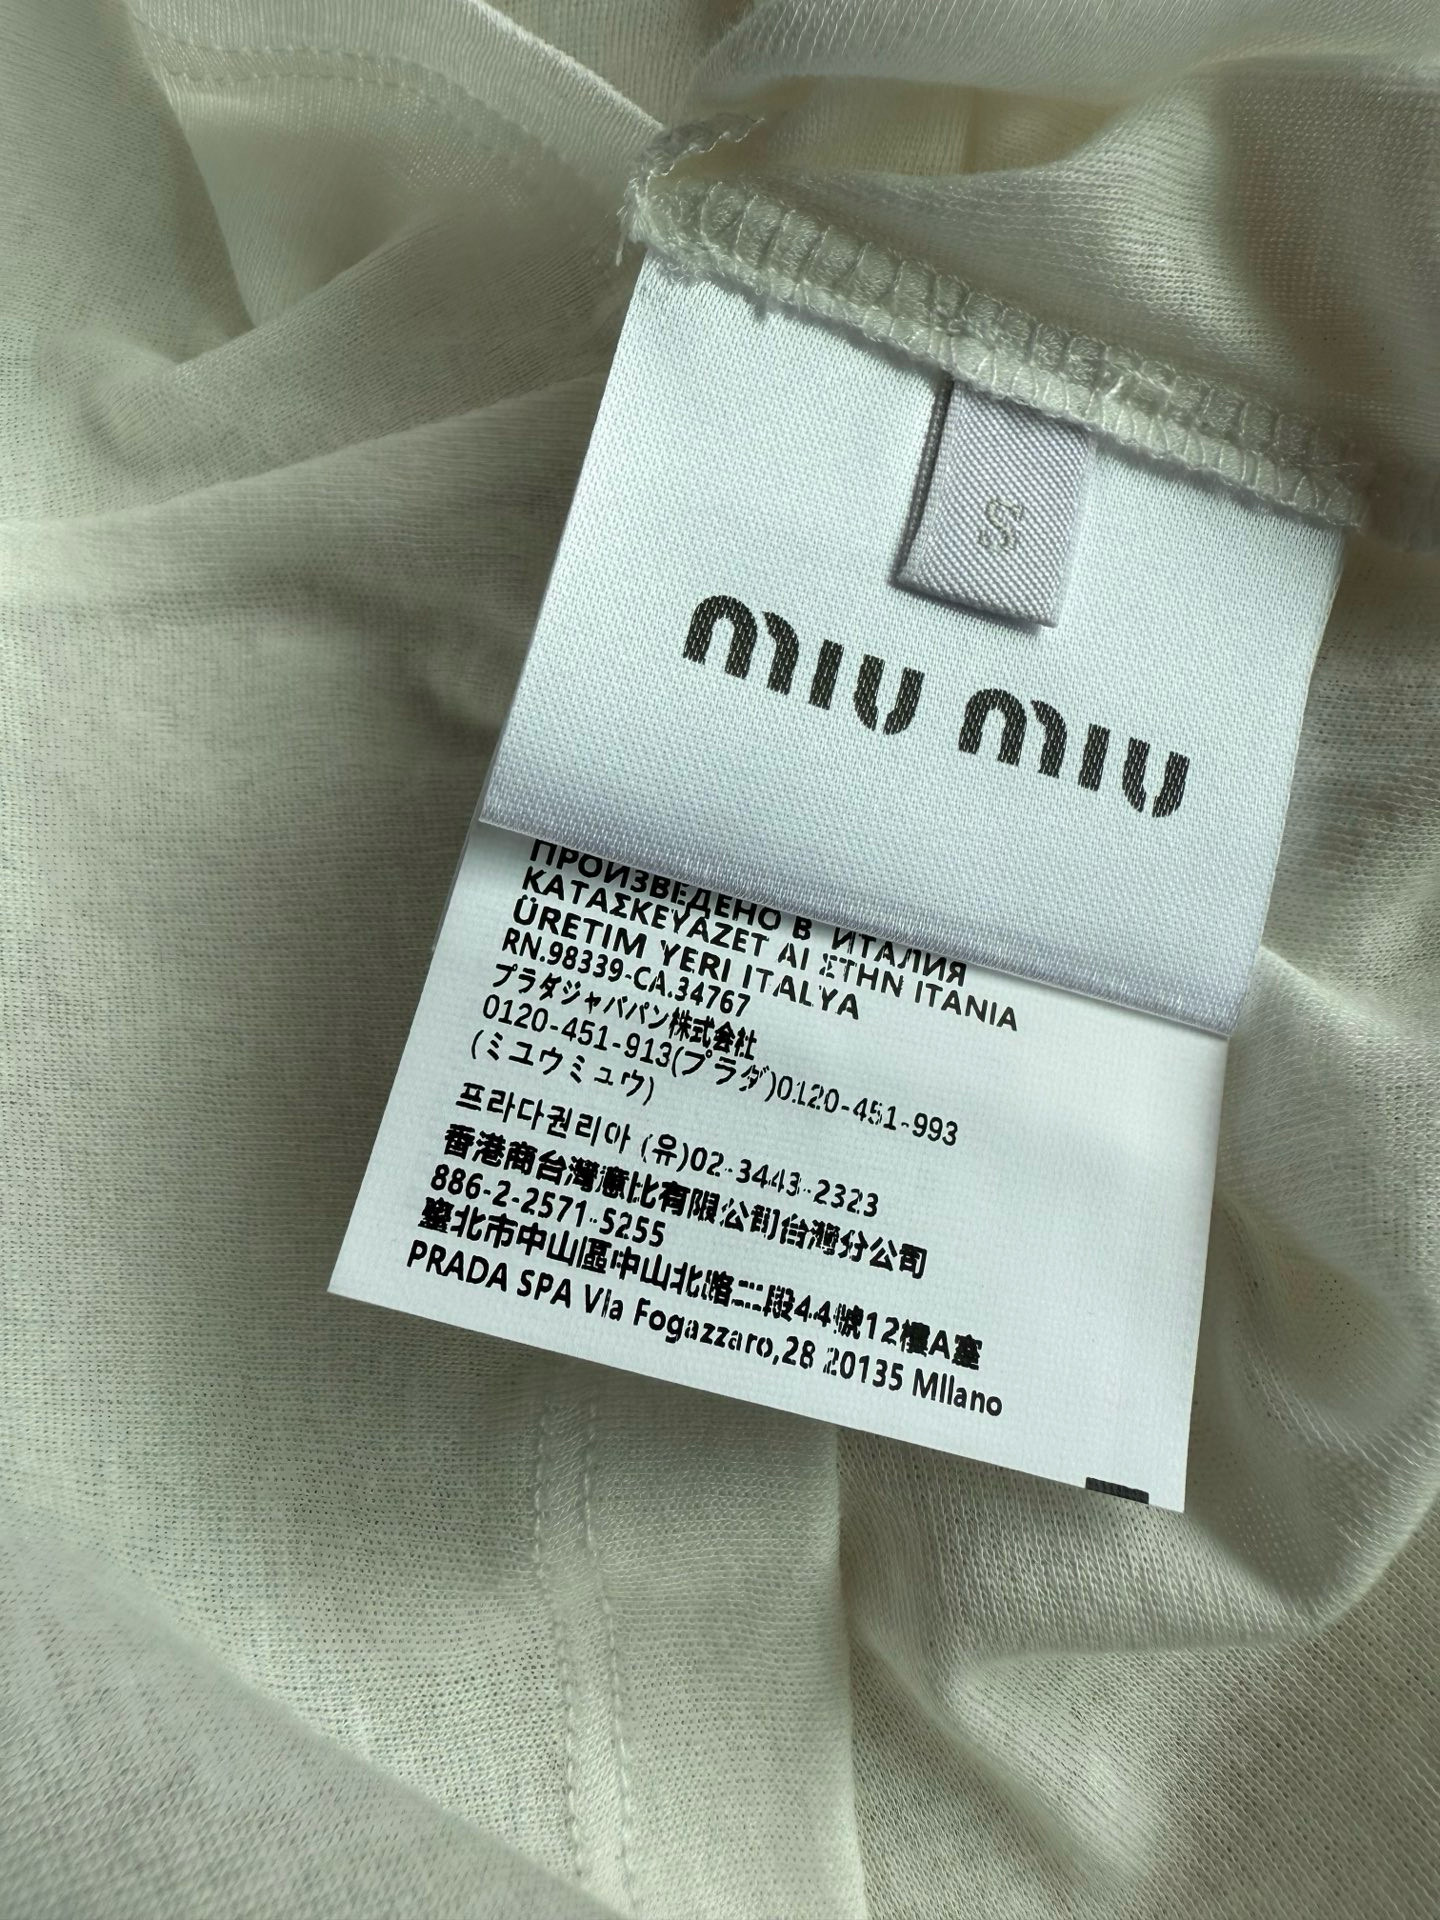 S
miu miu
ПРОИЗВЕДЕНО В ИТАЛИЯ
ΚΑΤΑΣΚΕΥΑΖΕΤ ΑΙ ΣΤΗΝ ΙΤΑΝΙΑ
ÜRETIM YERI ITALYA
RN.98339-CA.34767
プラダジャパパン株式会社
0120-451-913(プラダ)0120-451-993
(ミユウミュウ)
프라다권리아 (유)02-3443-2323
香港商台灣意比有限公司台灣分公司
886-2-2571-5255
臺北市中山區中山北路二段44號12樓A室
PRADA SPA VIa Fogazzaro,28 20135 MIlano